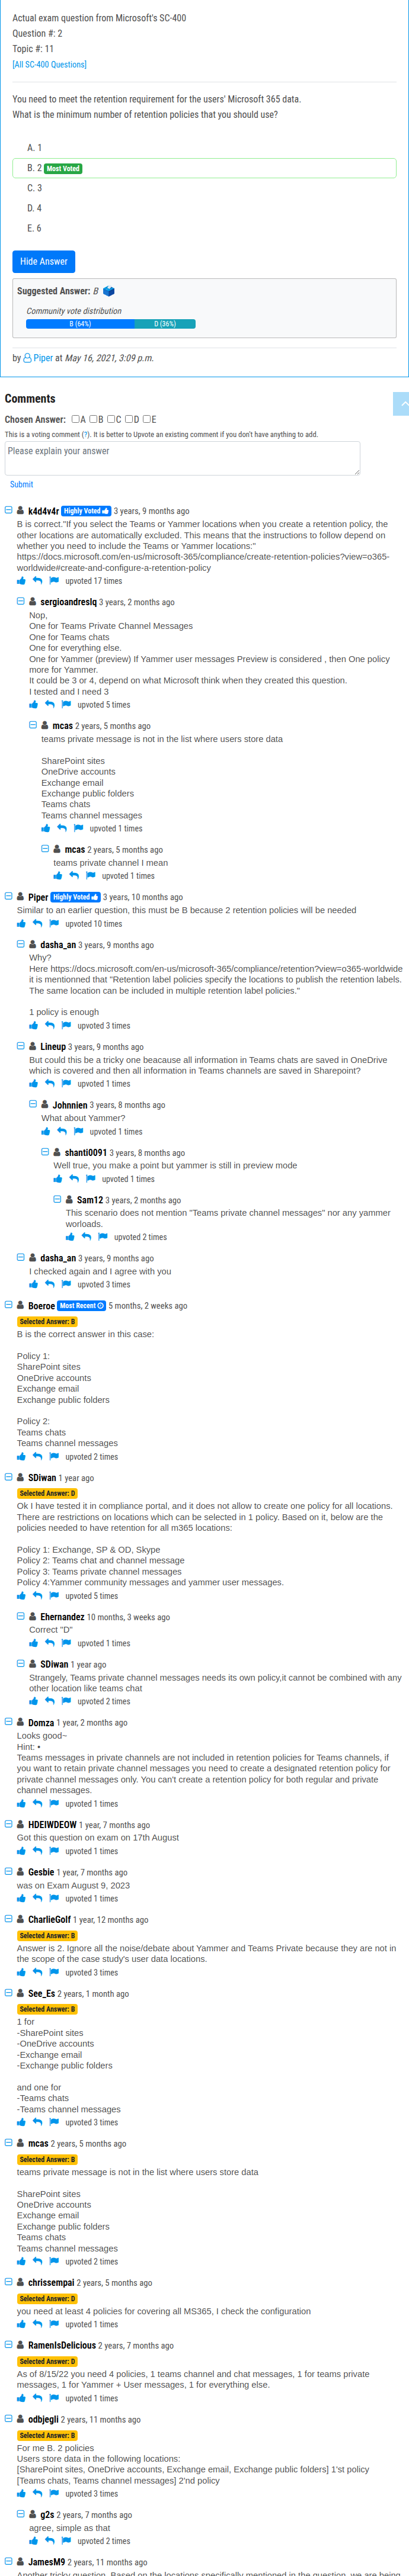 Actual exam question from Microsoft's SC-400
Question #: 2
Topic #: 11
[All SC-400 Questions]
You need to meet the retention requirement for the users' Microsoft 365 data.
What is the minimum number of retention policies that you should use?
A. 1
B. 2 Most Voted
C. 3
D. 4
E. 6
Hide Answer
Suggested Answer: B
Community vote distribution
B (64%) D (36%)
by Piper at May 16, 2021, 3:09 p.m.
Comments
Chosen Answer: A B C D E
This is a voting comment (?). It is better to Upvote an existing comment if you don't have anything to add.
Please explain your answer
Submit
k4d4v4r Highly Voted 3 years, 9 months ago
B is correct."If you select the Teams or Yammer locations when you create a retention policy, the
other locations are automatically excluded. This means that the instructions to follow depend on
whether you need to include the Teams or Yammer locations:"
https://docs.microsoft.com/en-us/microsoft-365/compliance/create-retention-policies?view=o365-
worldwide#create-and-configure-a-retention-policy
upvoted 17 times
sergioandreslq 3 years, 2 months ago
Nop,
One for Teams Private Channel Messages
One for Teams chats
One for everything else.
One for Yammer (preview) If Yammer user messages Preview is considered , then One policy
more for Yammer.
It could be 3 or 4, depend on what Microsoft think when they created this question.
I tested and I need 3
upvoted 5 times
mcas 2 years, 5 months ago
teams private message is not in the list where users store data
SharePoint sites
OneDrive accounts
Exchange email
Exchange public folders
Teams chats
Teams channel messages
upvoted 1 times
mcas 2 years, 5 months ago
teams private channel I mean
upvoted 1 times
Piper Highly Voted 3 years, 10 months ago
Similar to an earlier question, this must be B because 2 retention policies will be needed
upvoted 10 times
dasha_an 3 years, 9 months ago
Why?
Here https://docs.microsoft.com/en-us/microsoft-365/compliance/retention?view=o365-worldwide
it is mentionned that "Retention label policies specify the locations to publish the retention labels.
The same location can be included in multiple retention label policies."
1 policy is enough
upvoted 3 times
Lineup 3 years, 9 months ago
But could this be a tricky one beacause all information in Teams chats are saved in OneDrive
which is covered and then all information in Teams channels are saved in Sharepoint?
upvoted 1 times
Johnnien 3 years, 8 months ago
What about Yammer?
upvoted 1 times
shanti0091 3 years, 8 months ago
Well true, you make a point but yammer is still in preview mode
upvoted 1 times
Sam12 3 years, 2 months ago
This scenario does not mention "Teams private channel messages" nor any yammer
worloads.
upvoted 2 times
dasha_an 3 years, 9 months ago
I checked again and I agree with you
upvoted 3 times
Boeroe Most Recent 5 months, 2 weeks ago
Selected Answer: B
B is the correct answer in this case:
Policy 1:
SharePoint sites
OneDrive accounts
Exchange email
Exchange public folders
Policy 2:
Teams chats
Teams channel messages
upvoted 2 times
SDiwan 1 year ago
Selected Answer: D
Ok I have tested it in compliance portal, and it does not allow to create one policy for all locations.
There are restrictions on locations which can be selected in 1 policy. Based on it, below are the
policies needed to have retention for all m365 locations:
Policy 1: Exchange, SP & OD, Skype
Policy 2: Teams chat and channel message
Policy 3: Teams private channel messages
Policy 4:Yammer community messages and yammer user messages.
upvoted 5 times
Ehernandez 10 months, 3 weeks ago
Correct "D"
upvoted 1 times
SDiwan 1 year ago
Strangely, Teams private channel messages needs its own policy,it cannot be combined with any
other location like teams chat
upvoted 2 times
Domza 1 year, 2 months ago
Looks good~
Hint: •
Teams messages in private channels are not included in retention policies for Teams channels, if
you want to retain private channel messages you need to create a designated retention policy for
private channel messages only. You can't create a retention policy for both regular and private
channel messages.
upvoted 1 times
HDEIWDEOW 1 year, 7 months ago
Got this question on exam on 17th August
upvoted 1 times
Gesbie 1 year, 7 months ago
was on Exam August 9, 2023
upvoted 1 times
CharlieGolf 1 year, 12 months ago
Selected Answer: B
Answer is 2. Ignore all the noise/debate about Yammer and Teams Private because they are not in
the scope of the case study's user data locations.
upvoted 3 times
See_Es 2 years, 1 month ago
Selected Answer: B
1 for
-SharePoint sites
-OneDrive accounts
-Exchange email
-Exchange public folders
and one for
-Teams chats
-Teams channel messages
upvoted 3 times
mcas 2 years, 5 months ago
Selected Answer: B
teams private message is not in the list where users store data
SharePoint sites
OneDrive accounts
Exchange email
Exchange public folders
Teams chats
Teams channel messages
upvoted 2 times
chrissempai 2 years, 5 months ago
Selected Answer: D
you need at least 4 policies for covering all MS365, I check the configuration
upvoted 1 times
RamenIsDelicious 2 years, 7 months ago
Selected Answer: D
As of 8/15/22 you need 4 policies, 1 teams channel and chat messages, 1 for teams private
messages, 1 for Yammer + User messages, 1 for everything else.
upvoted 1 times
odbjegli 2 years, 11 months ago
Selected Answer: B
For me B. 2 policies
Users store data in the following locations:
[SharePoint sites, OneDrive accounts, Exchange email, Exchange public folders] 1'st policy
[Teams chats, Teams channel messages] 2'nd policy
upvoted 3 times
g2s 2 years, 7 months ago
agree, simple as that
upvoted 2 times
JamesM9 2 years, 11 months ago
Another tricky question. Based on the locations specifically mentioned in the question, we are being